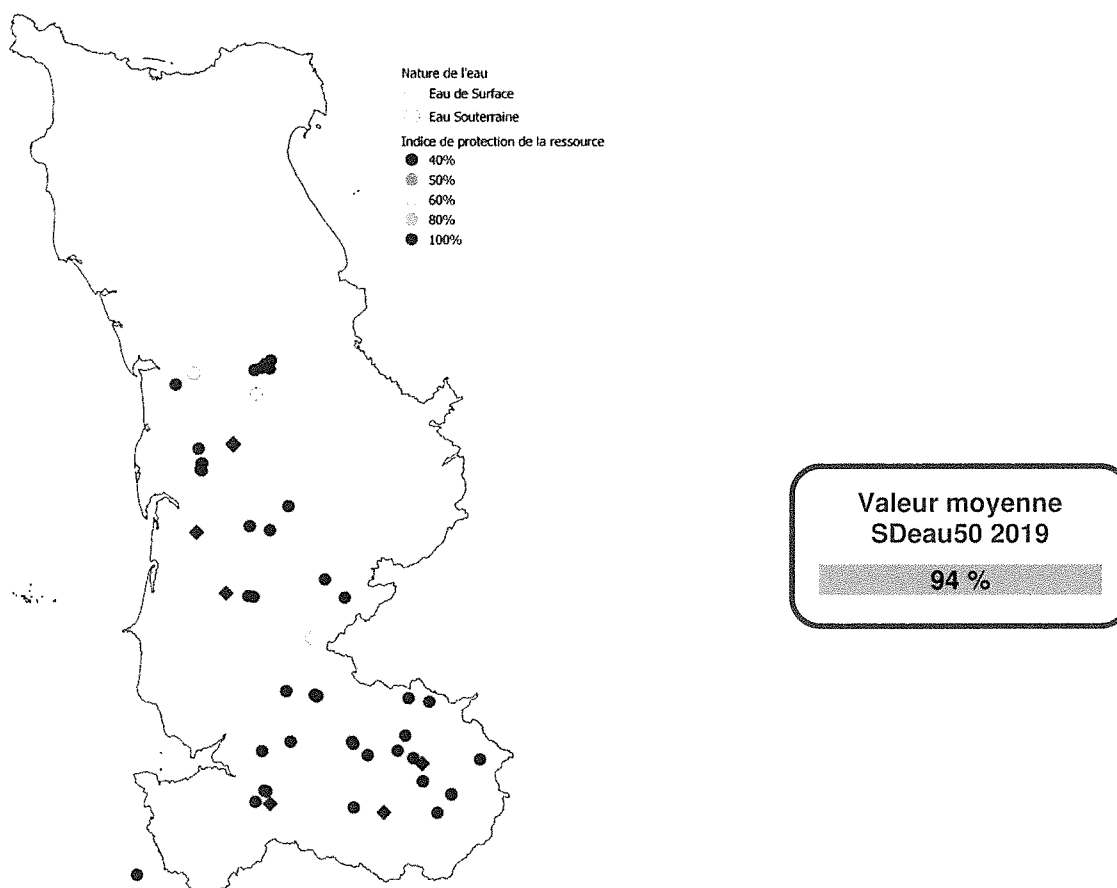 Nature de l'eau
Eau de Surface
Eau Souterraine
Indice de protection de la ressource
40%
50%
60%
80%
100%
Valeur moyenne
SDeau50 2019
94 %